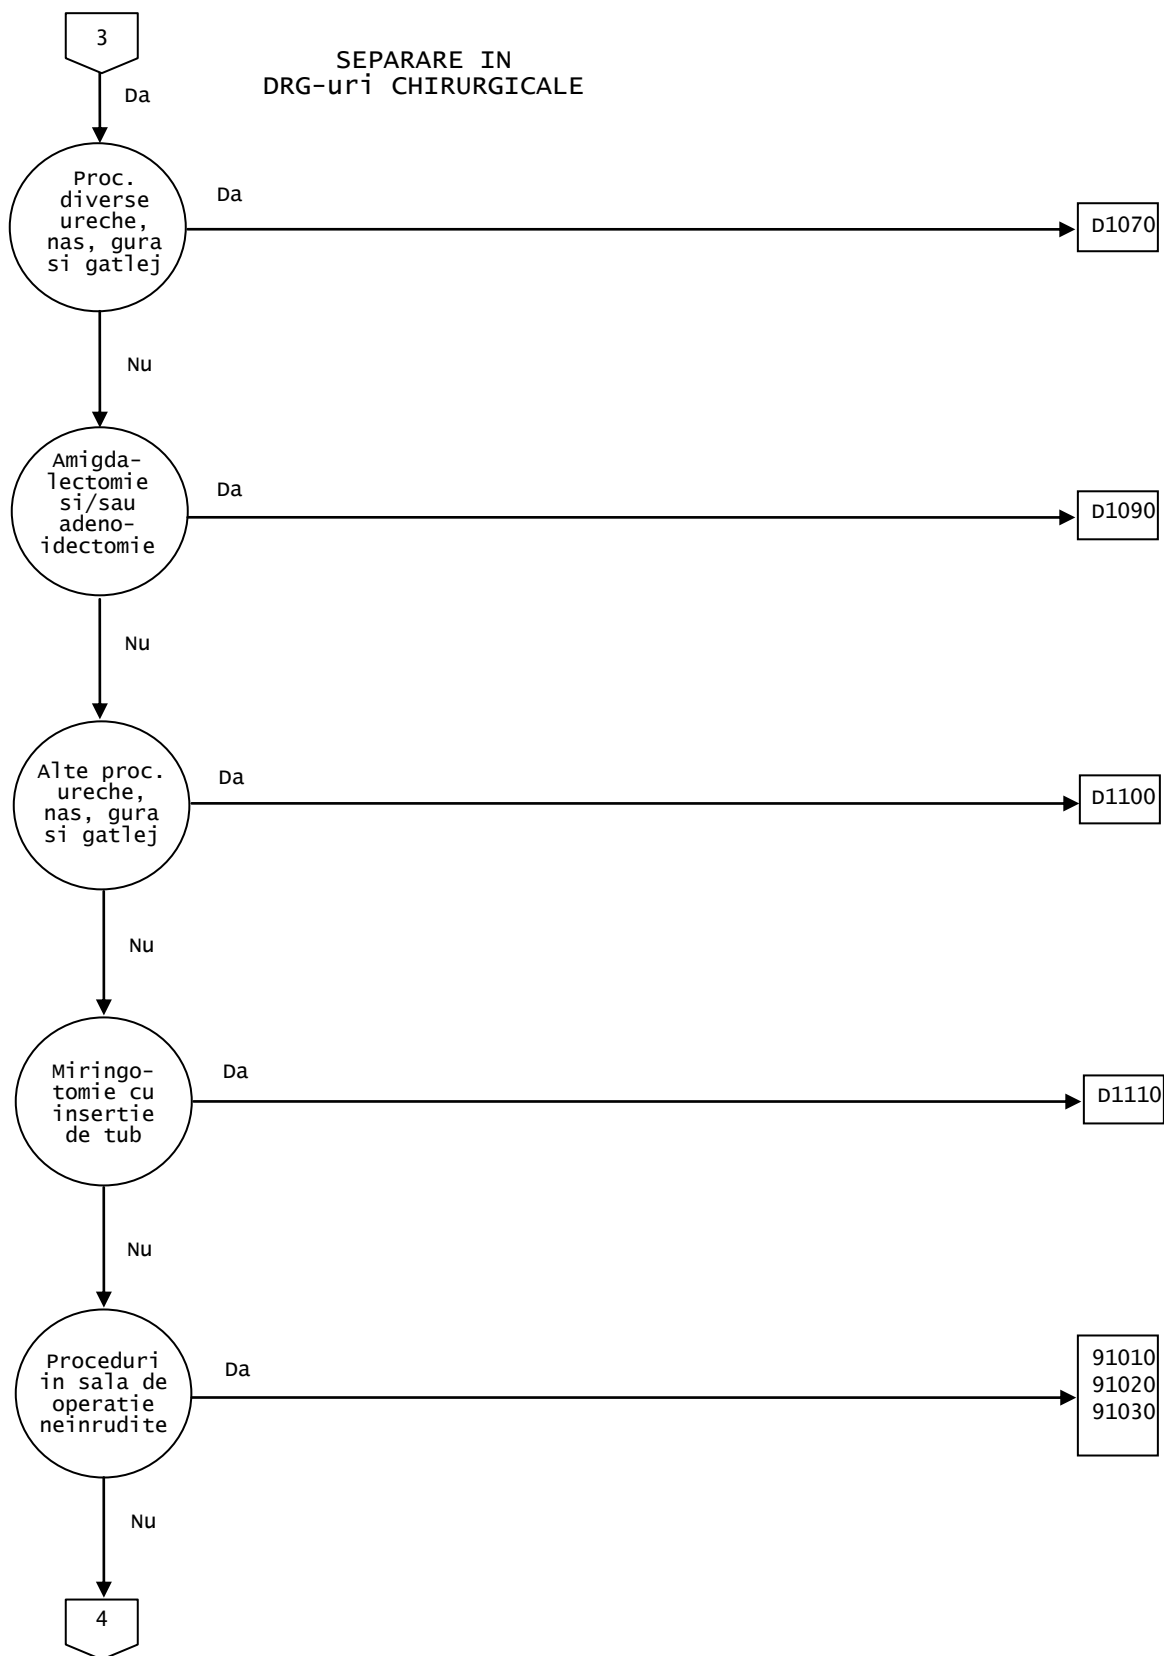 3
SEPARARE IN
DRG-uri CHIRURGICALE
Da
Proc.
diverse
ureche,
nas, gura
si gatlej
Da
D1070
Nu
Amigda-
lectomie
si/sau
adeno-
idectomie
Da
D1090
Nu
Alte proc.
ureche,
nas, gura
si gatlej
Da
D1100
Nu
Miringo-
tomie cu
insertie
de tub
Da
D1110
Nu
Proceduri
in sala de
operatie
neinrudite
Da
91010
91020
91030
Nu
4